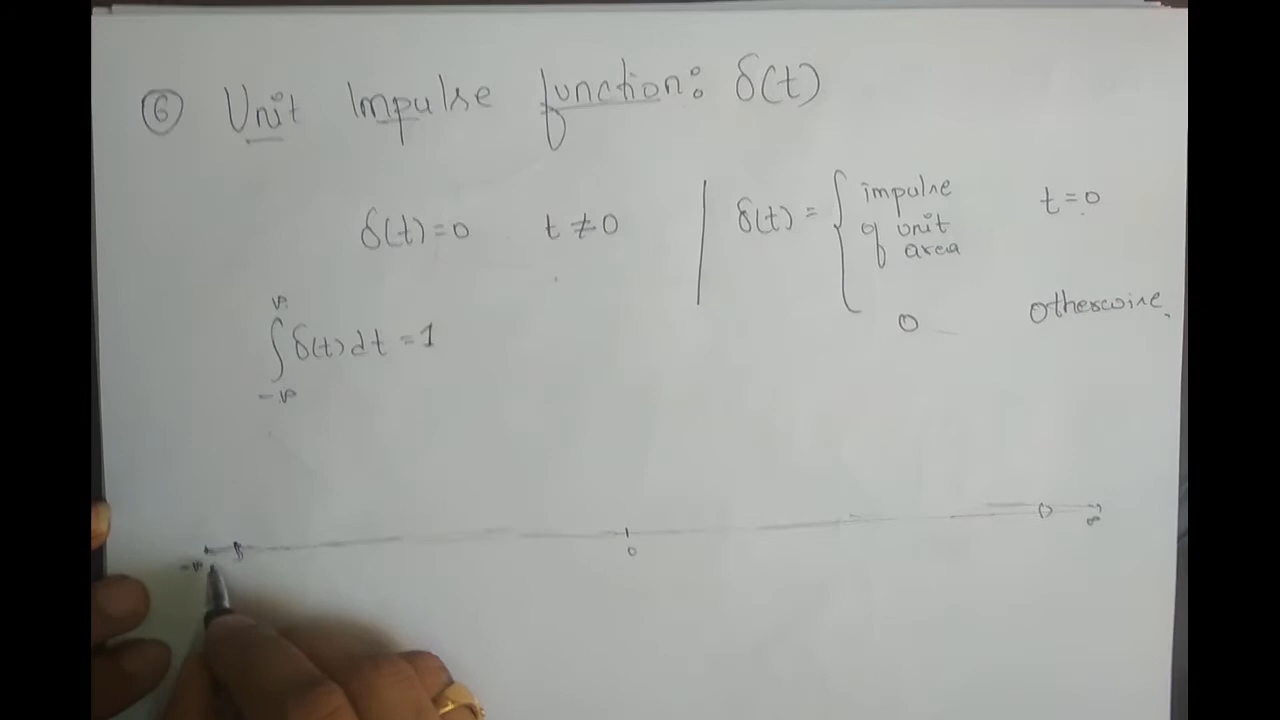 ⑥ Unit Impulse function: δ(t)
δ(t)=0 t≠0
δ(t) = { impulse of unit area t=0
0 otherwise.
∞
∫ δ(t)dt = 1
-∞
-∞ 0 ∞